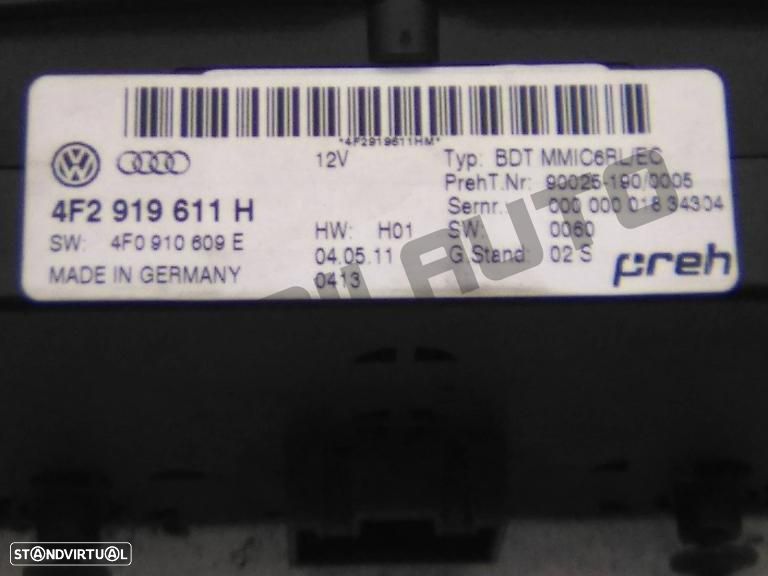 *4F2919611HM*
12V
Typ: BDT MMIC6RL/EC
PrehT.Nr: 90025-190/0005
4F2 919 611 H
Sernr.: 000 000 018 34304
HW: H01
SW: 0060
SW: 4F0 910 609 E
04.05.11
G.Stand: 02 S
preh
MADE IN GERMANY
0413
AUTO
STANDVIRTUAL